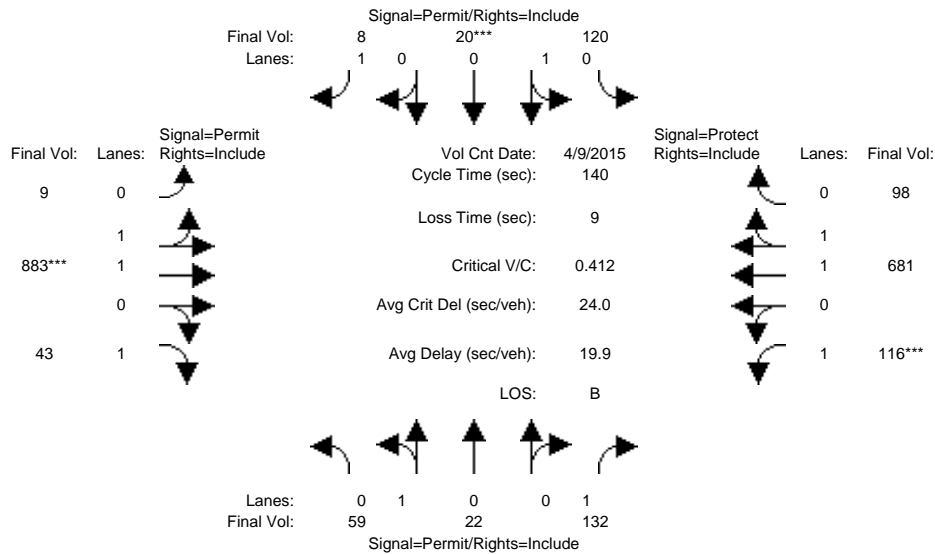 Signal=Permit/Rights=Include
Final Vol: 8 20*** 120
Lanes: 1 0 0 1 0
Signal=Permit Signal=Protect
Final Vol: Lanes: Rights=Include Vol Cnt Date: 4/9/2015 Rights=Include Lanes: Final Vol:
Cycle Time (sec): 140
9 0 0 98
Loss Time (sec): 9
1 1
883*** 1 Critical V/C: 0.412 1 681
0 Avg Crit Del (sec/veh): 24.0 0
43 1 Avg Delay (sec/veh): 19.9 1 116***
LOS: B
Lanes: 0 1 0 0 1
Final Vol: 59 22 132
Signal=Permit/Rights=Include